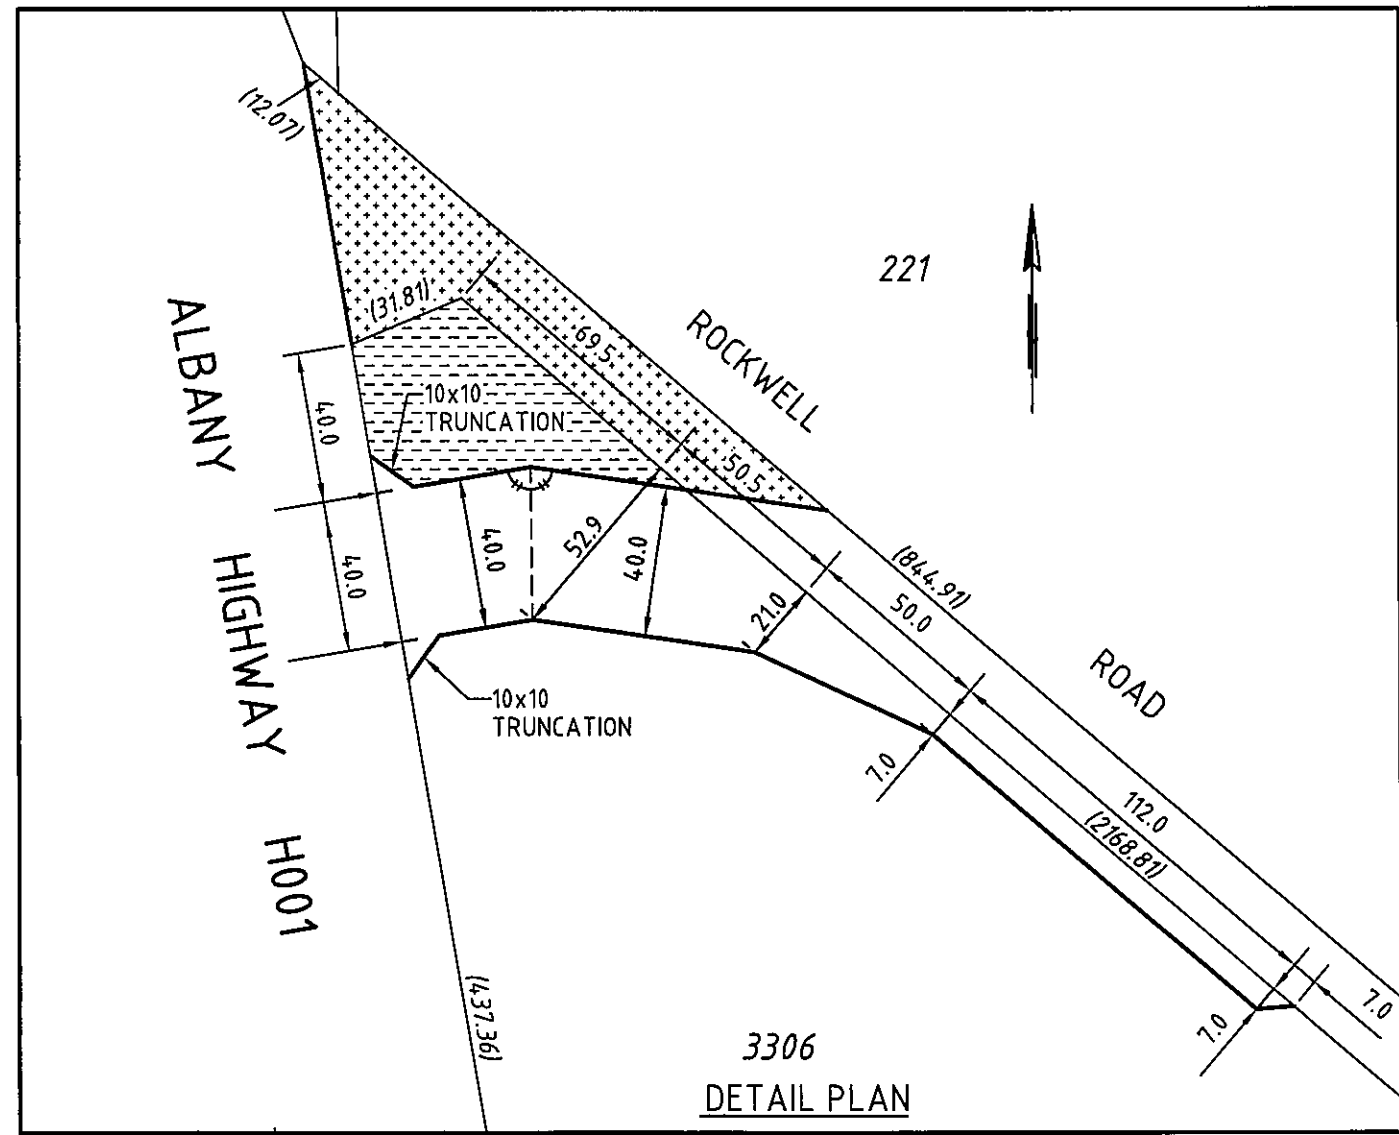 (12.07)
(31.81)
221
69.5
ROCKWELL
ALBANY
40.0
10x10
TRUNCATION
50.5
40.0
52.9
40.0
(844.91)
40.0
50.0
HIGHWAY
21.0
ROAD
10x10
TRUNCATION
7.0
112.0
(2168.81)
H001
(437.36)
7.0
7.0
3306
DETAIL PLAN